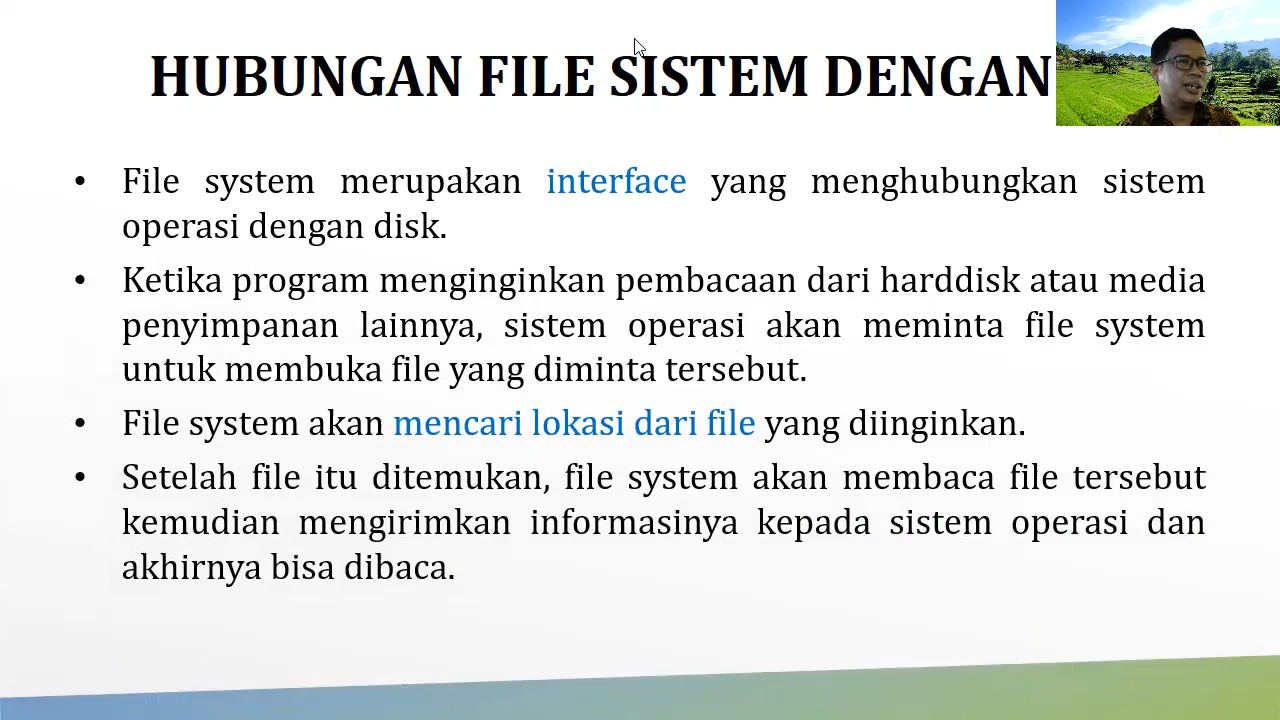 HUBUNGAN FILE SISTEM DENGAN
• File system merupakan interface yang menghubungkan sistem
operasi dengan disk.
• Ketika program menginginkan pembacaan dari harddisk atau media
penyimpanan lainnya, sistem operasi akan meminta file system
untuk membuka file yang diminta tersebut.
• File system akan mencari lokasi dari file yang diinginkan.
• Setelah file itu ditemukan, file system akan membaca file tersebut
kemudian mengirimkan informasinya kepada sistem operasi dan
akhirnya bisa dibaca.